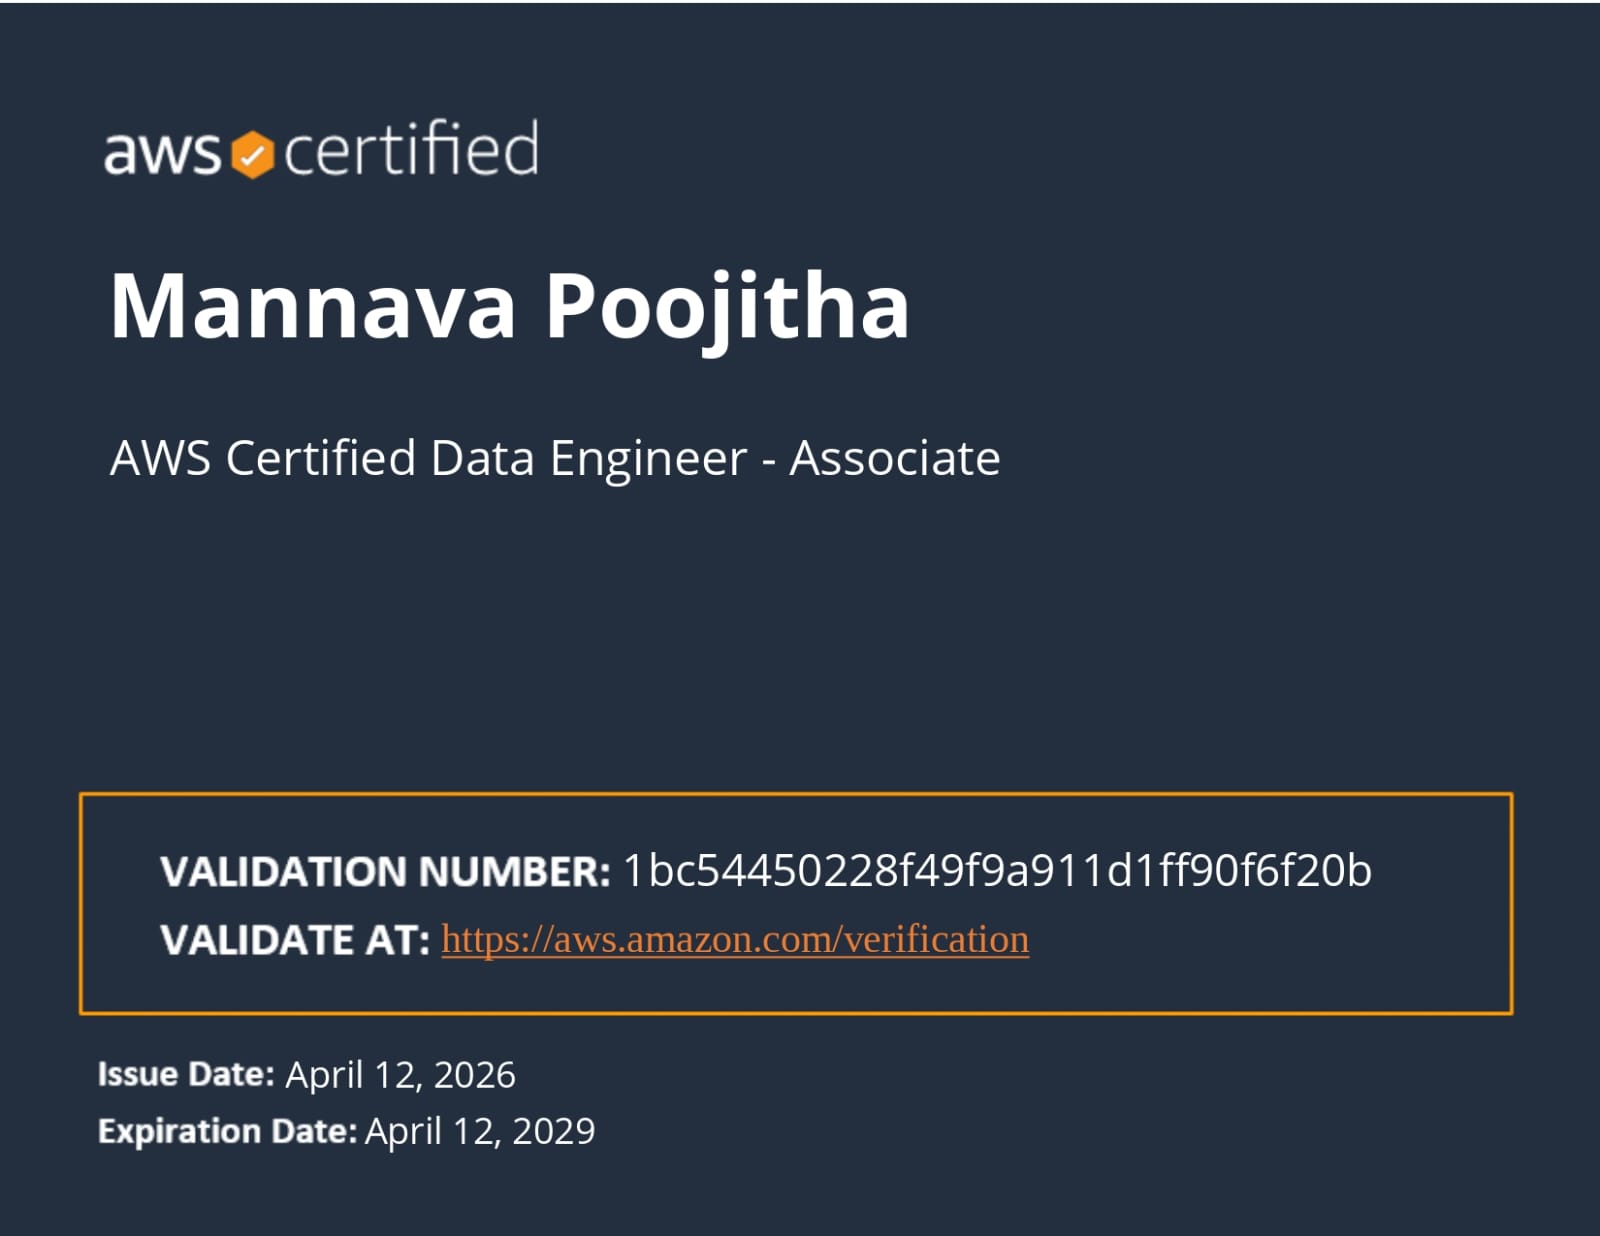 aws certified
Mannava Poojitha
AWS Certified Data Engineer - Associate
VALIDATION NUMBER: 1bc54450228f49f9a911d1ff90f6f20b
VALIDATE AT: https://aws.amazon.com/verification
Issue Date: April 12, 2026
Expiration Date: April 12, 2029